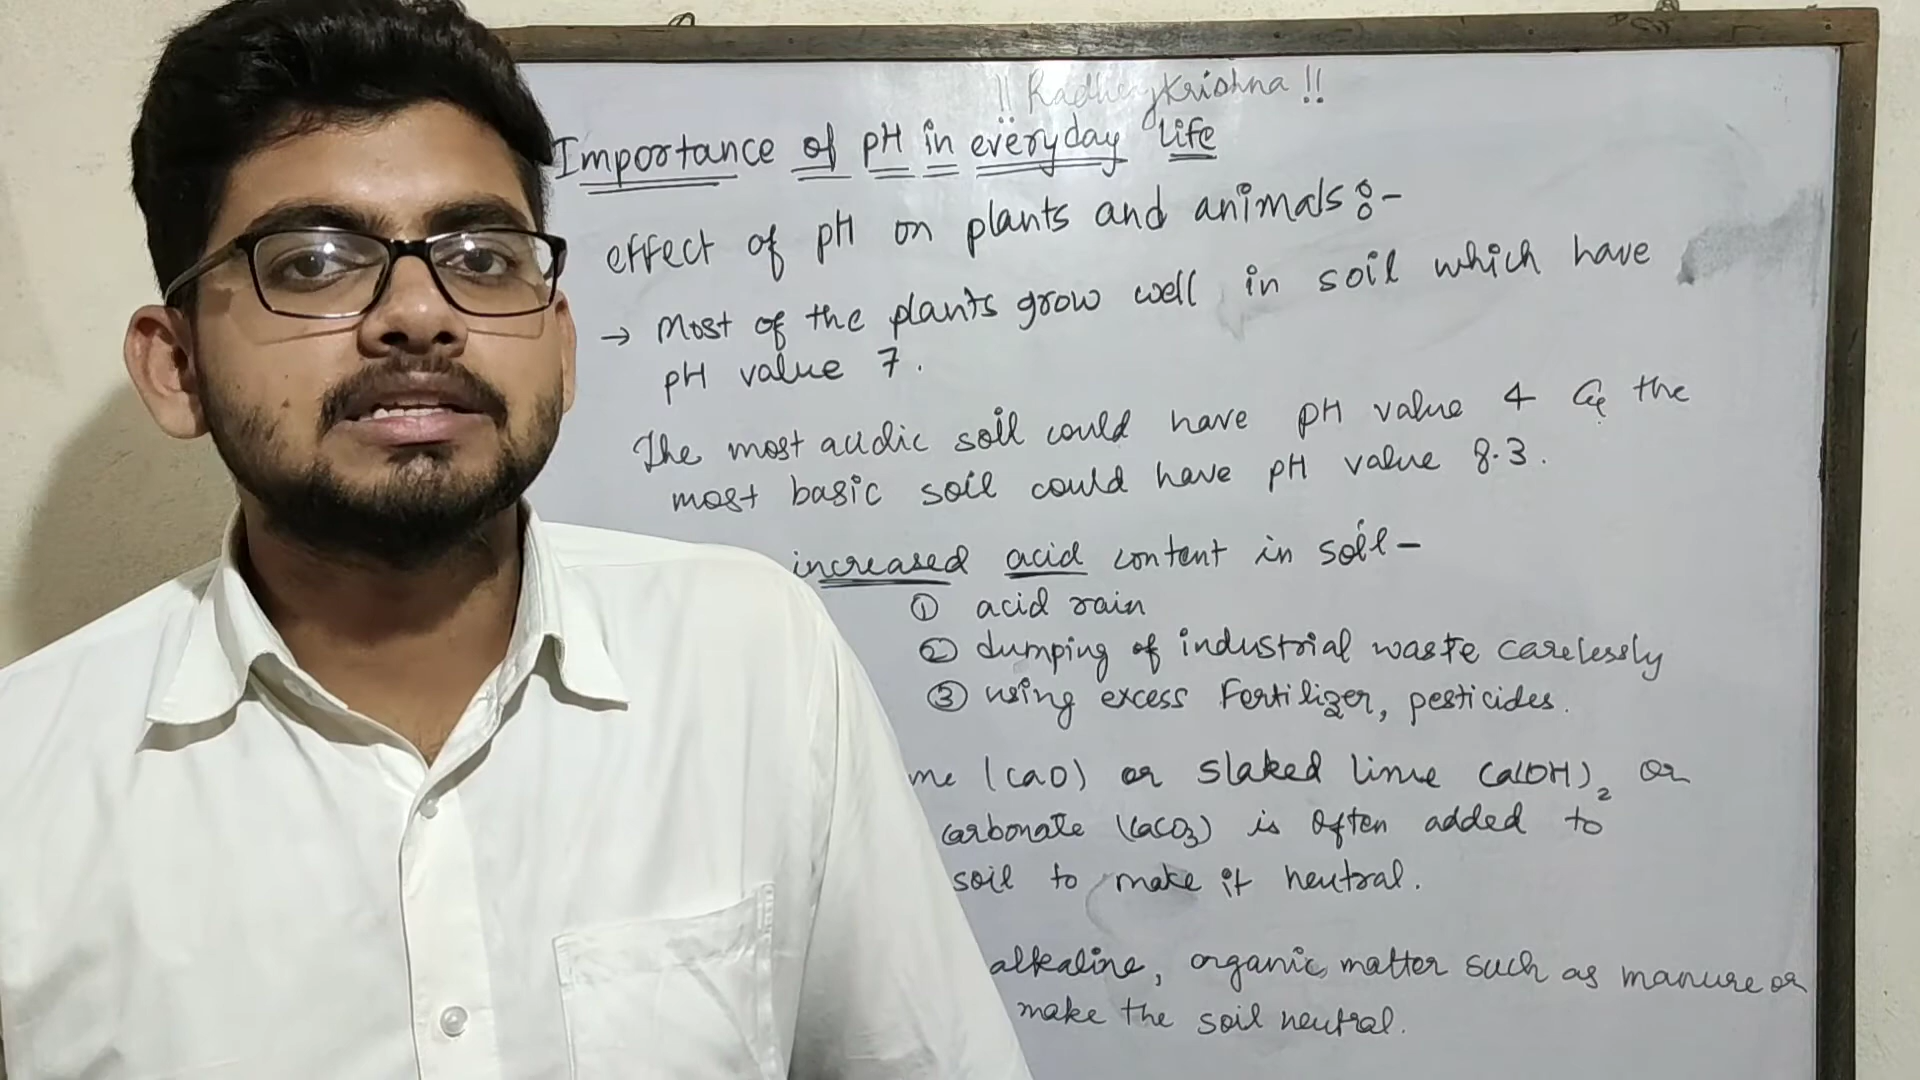 !! Radhey Krishna !!
Importance of pH in everyday life
effect of pH on plants and animals :-
→ Most of the plants grow well in soil which have
pH value 7.
The most acidic soil could have pH value 4 & the
most basic soil could have pH value 8.3.
increased acid content in soil -
① acid rain
② dumping of industrial waste carelessly
③ using excess Fertilizer, pesticides.
me (CaO) or slaked lime Ca(OH)₂ or
carbonate (CaCO₃) is often added to
soil to make it neutral.
alkaline, organic matter such as manure or
make the soil neutral.